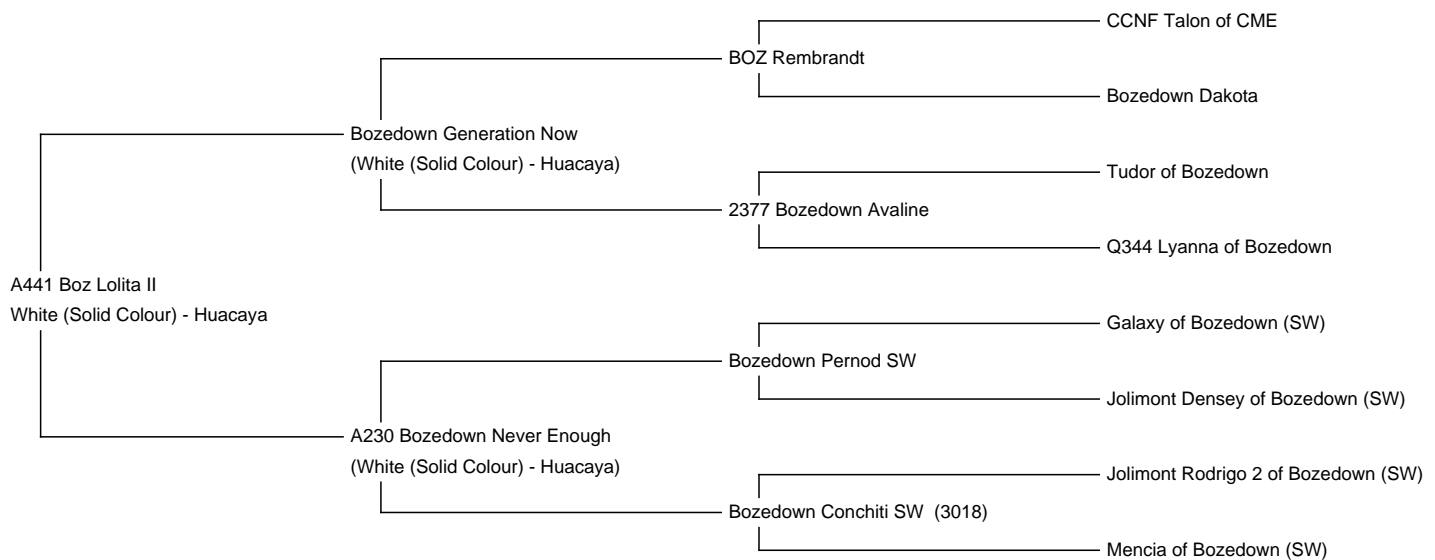 CCNF Talon of CME
BOZ Rembrandt
Bozedown Dakota
Bozedown Generation Now
(White (Solid Colour) - Huacaya)
Tudor of Bozedown
2377 Bozedown Avaline
Q344 Lyanna of Bozedown
A441 Boz Lolita II
White (Solid Colour) - Huacaya
Galaxy of Bozedown (SW)
Bozedown Pernod SW
Jolimont Densey of Bozedown (SW)
A230 Bozedown Never Enough
(White (Solid Colour) - Huacaya)
Jolimont Rodrigo 2 of Bozedown (SW)
Bozedown Conchiti SW  (3018)
Mencia of Bozedown (SW)